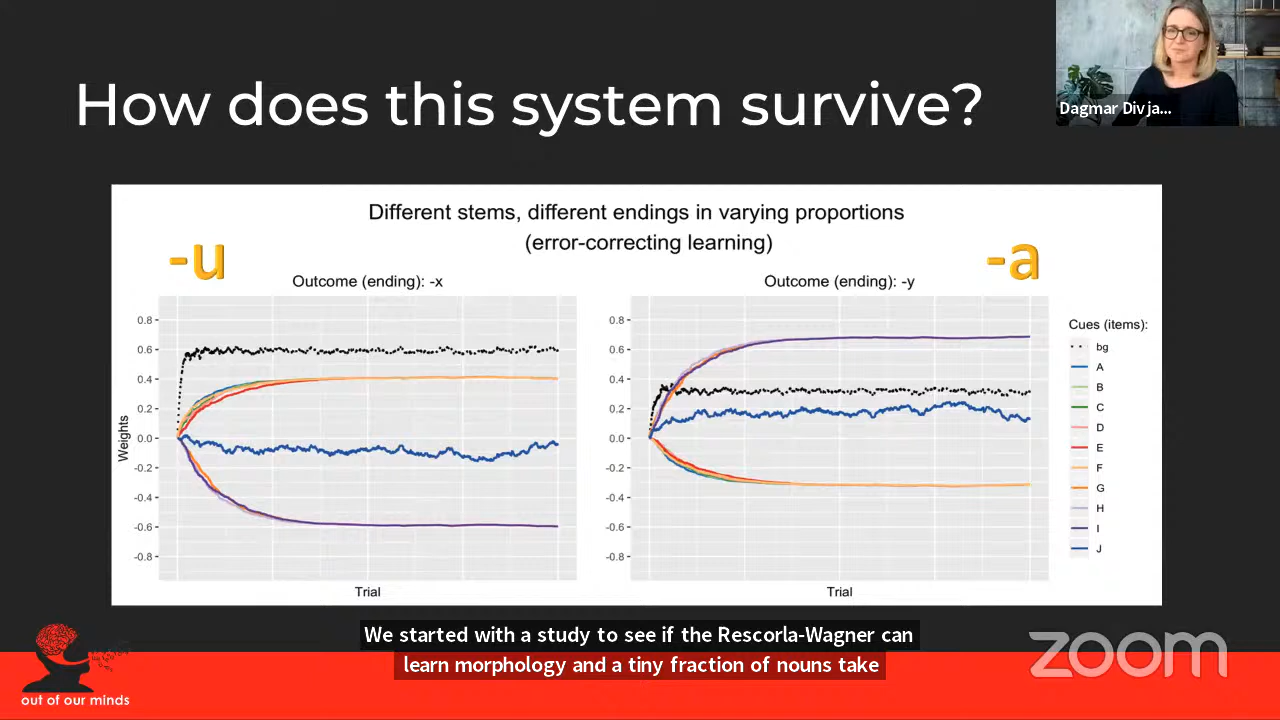 How does this system survive?
Dagmar Divja...
Different stems, different endings in varying proportions
(error-correcting learning)
-u
-a
Outcome (ending): -x
Outcome (ending): -y
Weights
0.8
0.6
0.4
0.2
0.0
-0.2
-0.4
-0.6
-0.8
0.8
0.6
0.4
0.2
0.0
-0.2
-0.4
-0.6
-0.8
Trial
Trial
Cues (items):
bg
A
B
C
D
E
F
G
H
I
J
We started with a study to see if the Rescorla-Wagner can
learn morphology and a tiny fraction of nouns take
out of our minds
zoom